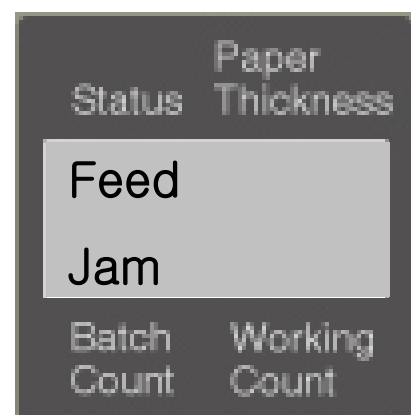 Paper
Status Thickness
Feed
Jam
Batch Working
Count Count